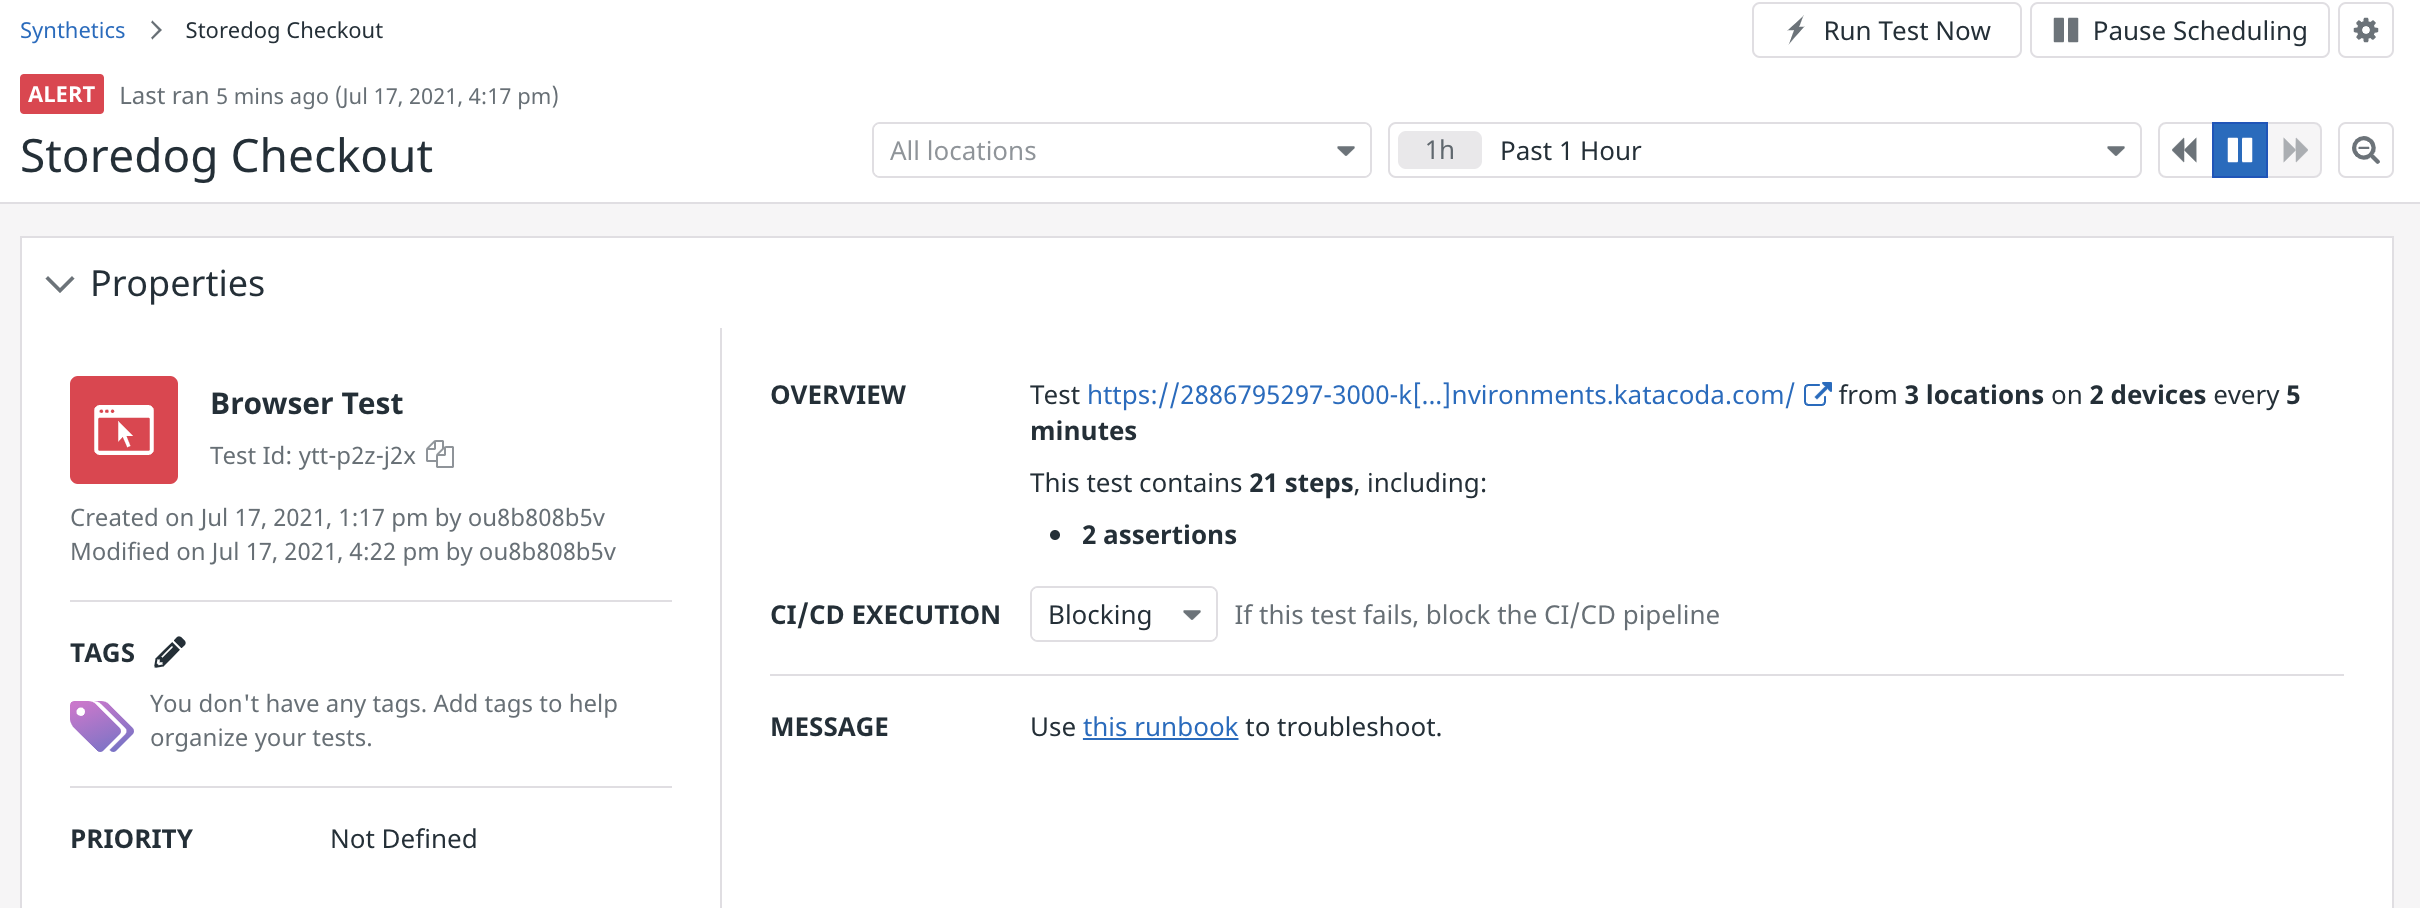 Synthetics > Storedog Checkout
Run Test Now
Pause Scheduling
ALERT Last ran 5 mins ago (Jul 17, 2021, 4:17 pm)
Storedog Checkout
All locations
1h Past 1 Hour
Properties
Browser Test
Test Id: ytt-p2z-j2x
Created on Jul 17, 2021, 1:17 pm by ou8b808b5v
Modified on Jul 17, 2021, 4:22 pm by ou8b808b5v
TAGS
You don't have any tags. Add tags to help
organize your tests.
PRIORITY Not Defined
OVERVIEW Test https://2886795297-3000-k[...]nvironments.katacoda.com/ from 3 locations on 2 devices every 5
minutes
This test contains 21 steps, including:
• 2 assertions
CI/CD EXECUTION Blocking If this test fails, block the CI/CD pipeline
MESSAGE Use this runbook to troubleshoot.